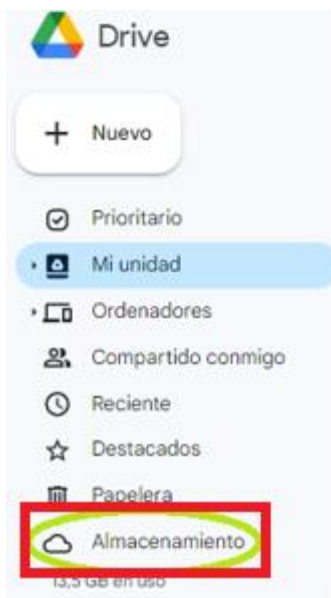 Drive
Nuevo
Prioritario
Mi unidad
Ordenadores
Compartido conmigo
Reciente
Destacados
Papelera
Almacenamiento
13,5 GB en uso